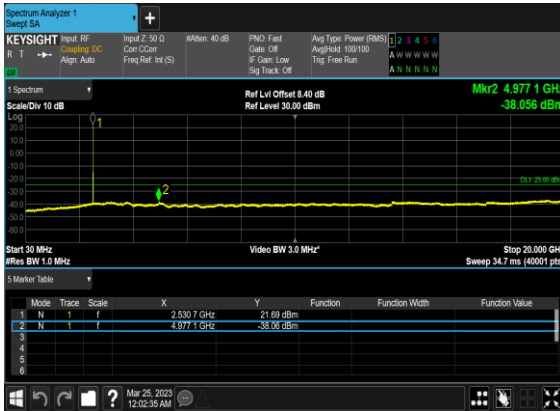 Spectrum Analyzer 1
Swept SA
+
KEYSIGHT Input: RF Input Z: 50 Ω #Atten: 40 dB PNO: Fast Avg Type: Power (RMS) 1 2 3 4 5 6
R T Coupling: DC Corr CCorr Gate: Off Avg|Hold: 100/100 A W W W W W
Align: Auto Freq Ref: Int (S) IF Gain: Low Trig: Free Run
Sig Track: Off A N N N N N
1 Spectrum Ref Lvl Offset 8.40 dB Mkr2 4.977 1 GHz
Scale/Div 10 dB Ref Level 30.00 dBm -38.056 dBm
Log
20.0
10.0
0.00
-10.0
-20.0
-30.0
-40.0
-50.0
-60.0
1
2
DL1 -25.00 dBm
Start 30 MHz Video BW 3.0 MHz* Stop 20.000 GHz
#Res BW 1.0 MHz Sweep 34.7 ms (40001 pts)
5 Marker Table
Mode Trace Scale X Y Function Function Width Function Value
1 N 1 f 2.530 7 GHz 21.69 dBm
2 N 1 f 4.977 1 GHz -38.06 dBm
3
4
5
6
? Mar 25, 2023
12:02:35 AM